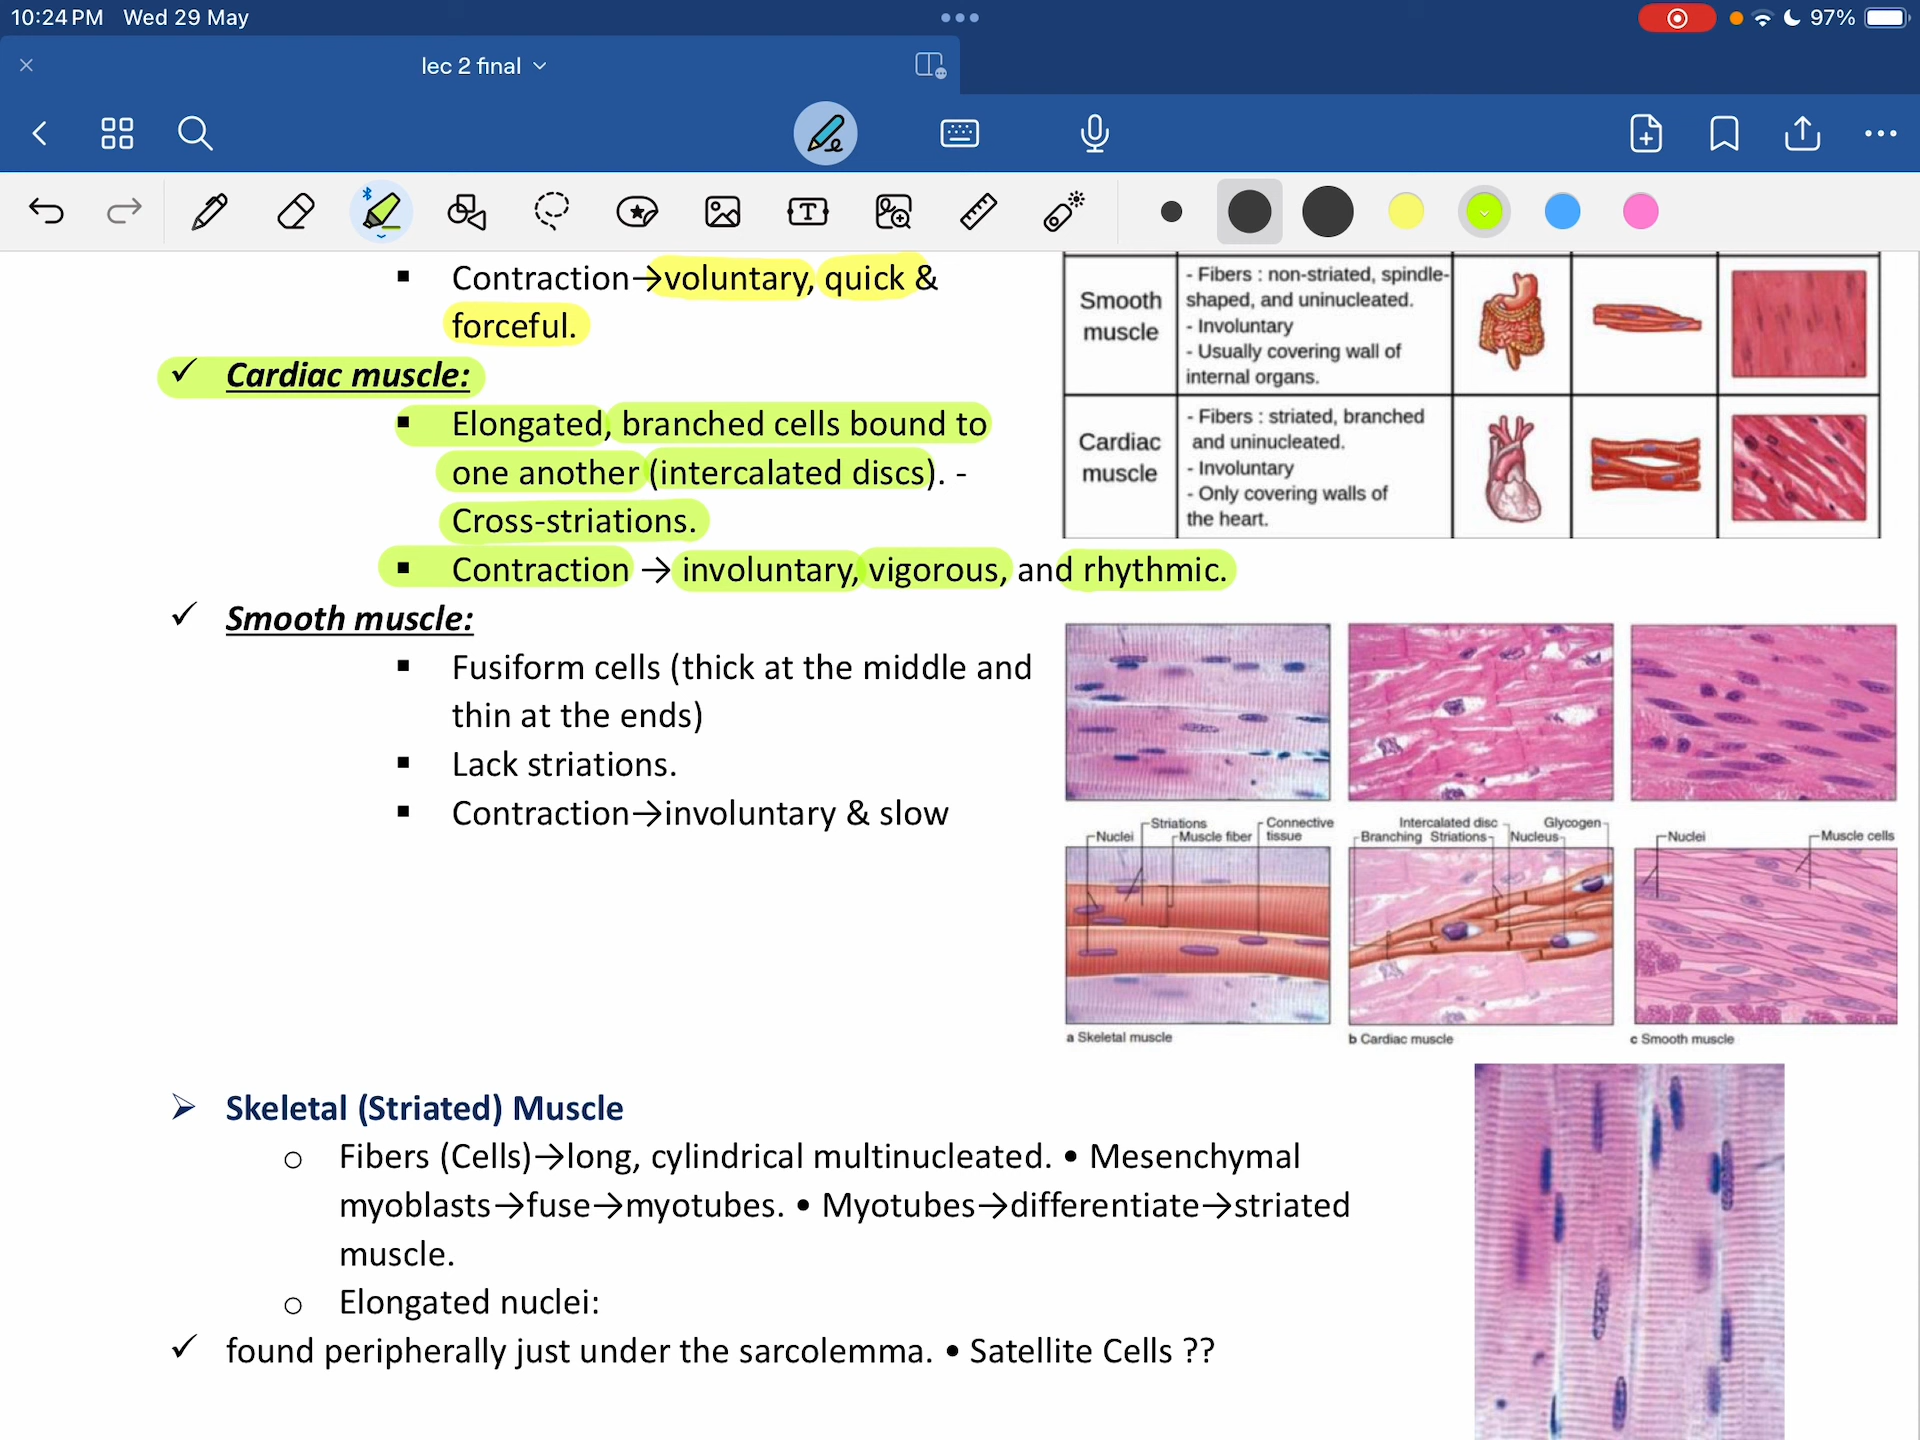 10:24 PM Wed 29 May
97%
lec 2 final
▪ Contraction→voluntary, quick &
forceful.
✓ Cardiac muscle:
▪ Elongated, branched cells bound to
one another (intercalated discs). -
Cross-striations.
▪ Contraction → involuntary, vigorous, and rhythmic.
✓ Smooth muscle:
▪ Fusiform cells (thick at the middle and
thin at the ends)
▪ Lack striations.
▪ Contraction→involuntary & slow
Smooth
muscle
- Fibers : non-striated, spindle-
shaped, and uninucleated.
- Involuntary
- Usually covering wall of
internal organs.
Cardiac
muscle
- Fibers : striated, branched
and uninucleated.
- Involuntary
- Only covering walls of
the heart.
Nuclei
Striations
Muscle fiber
Connective
tissue
Branching
Intercalated disc
Striations
Nucleus
Glycogen
Nuclei
Muscle cells
a Skeletal muscle
b Cardiac muscle
c Smooth muscle
➢ Skeletal (Striated) Muscle
o Fibers (Cells)→long, cylindrical multinucleated. • Mesenchymal
myoblasts→fuse→myotubes. • Myotubes→differentiate→striated
muscle.
o Elongated nuclei:
✓ found peripherally just under the sarcolemma. • Satellite Cells ??